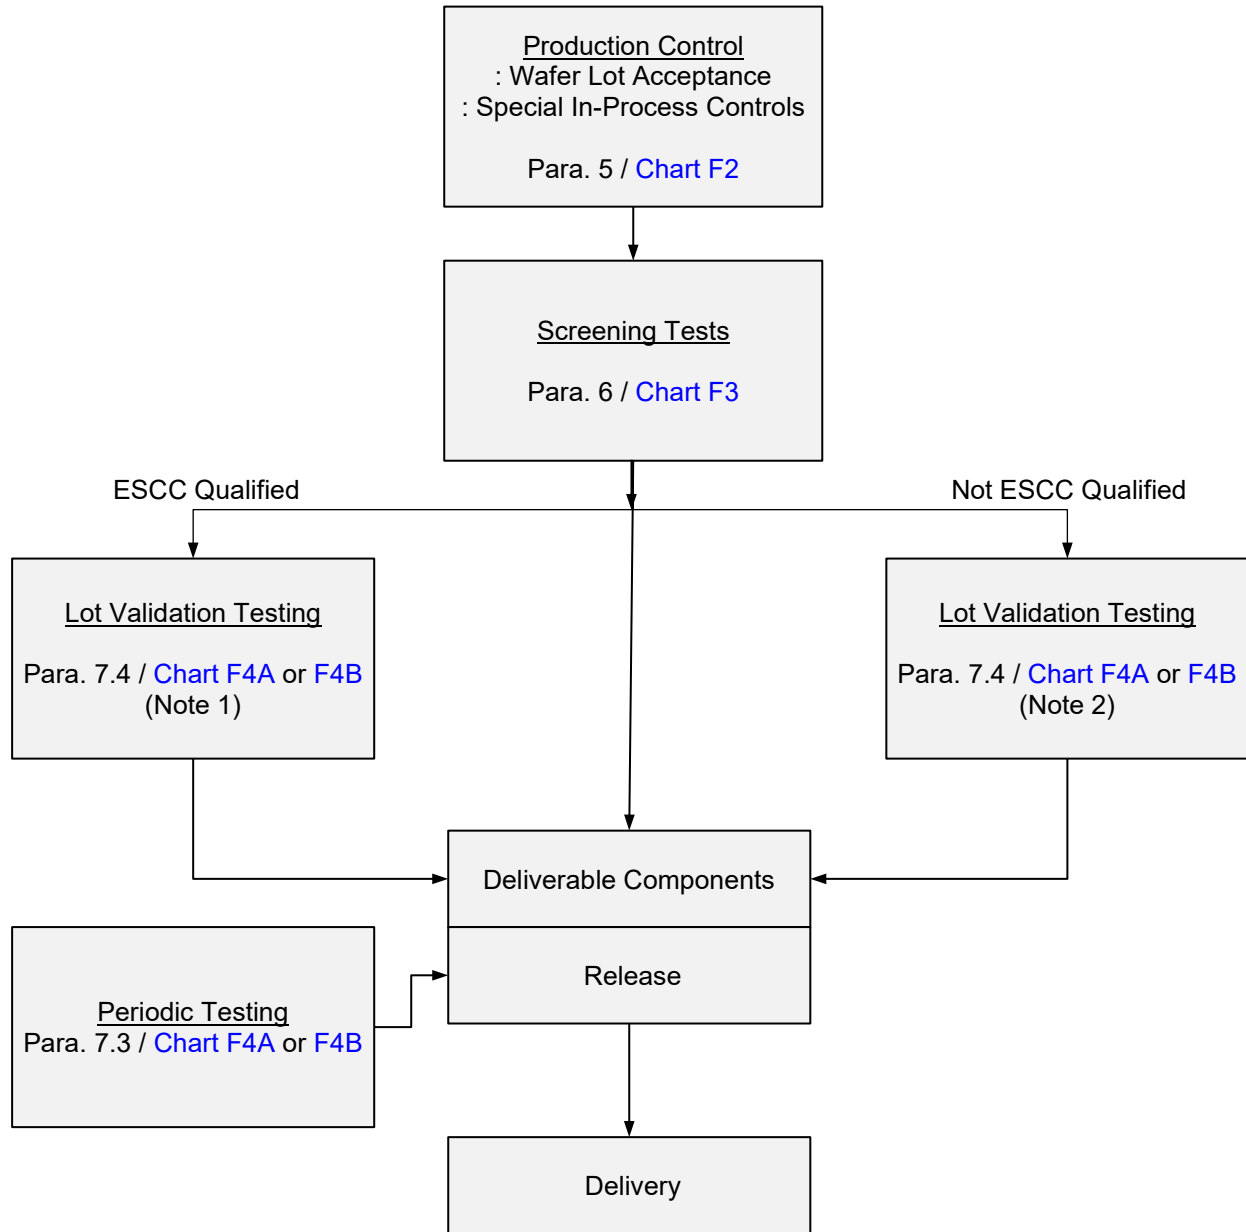 Production Control
: Wafer Lot Acceptance
: Special In-Process Controls
Para. 5 / Chart F2
Screening Tests
Para. 6 / Chart F3
ESCC Qualified
Not ESCC Qualified
Lot Validation Testing
Para. 7.4 / Chart F4A or F4B
(Note 1)
Lot Validation Testing
Para. 7.4 / Chart F4A or F4B
(Note 2)
Deliverable Components
Release
Periodic Testing
Para. 7.3 / Chart F4A or F4B
Delivery